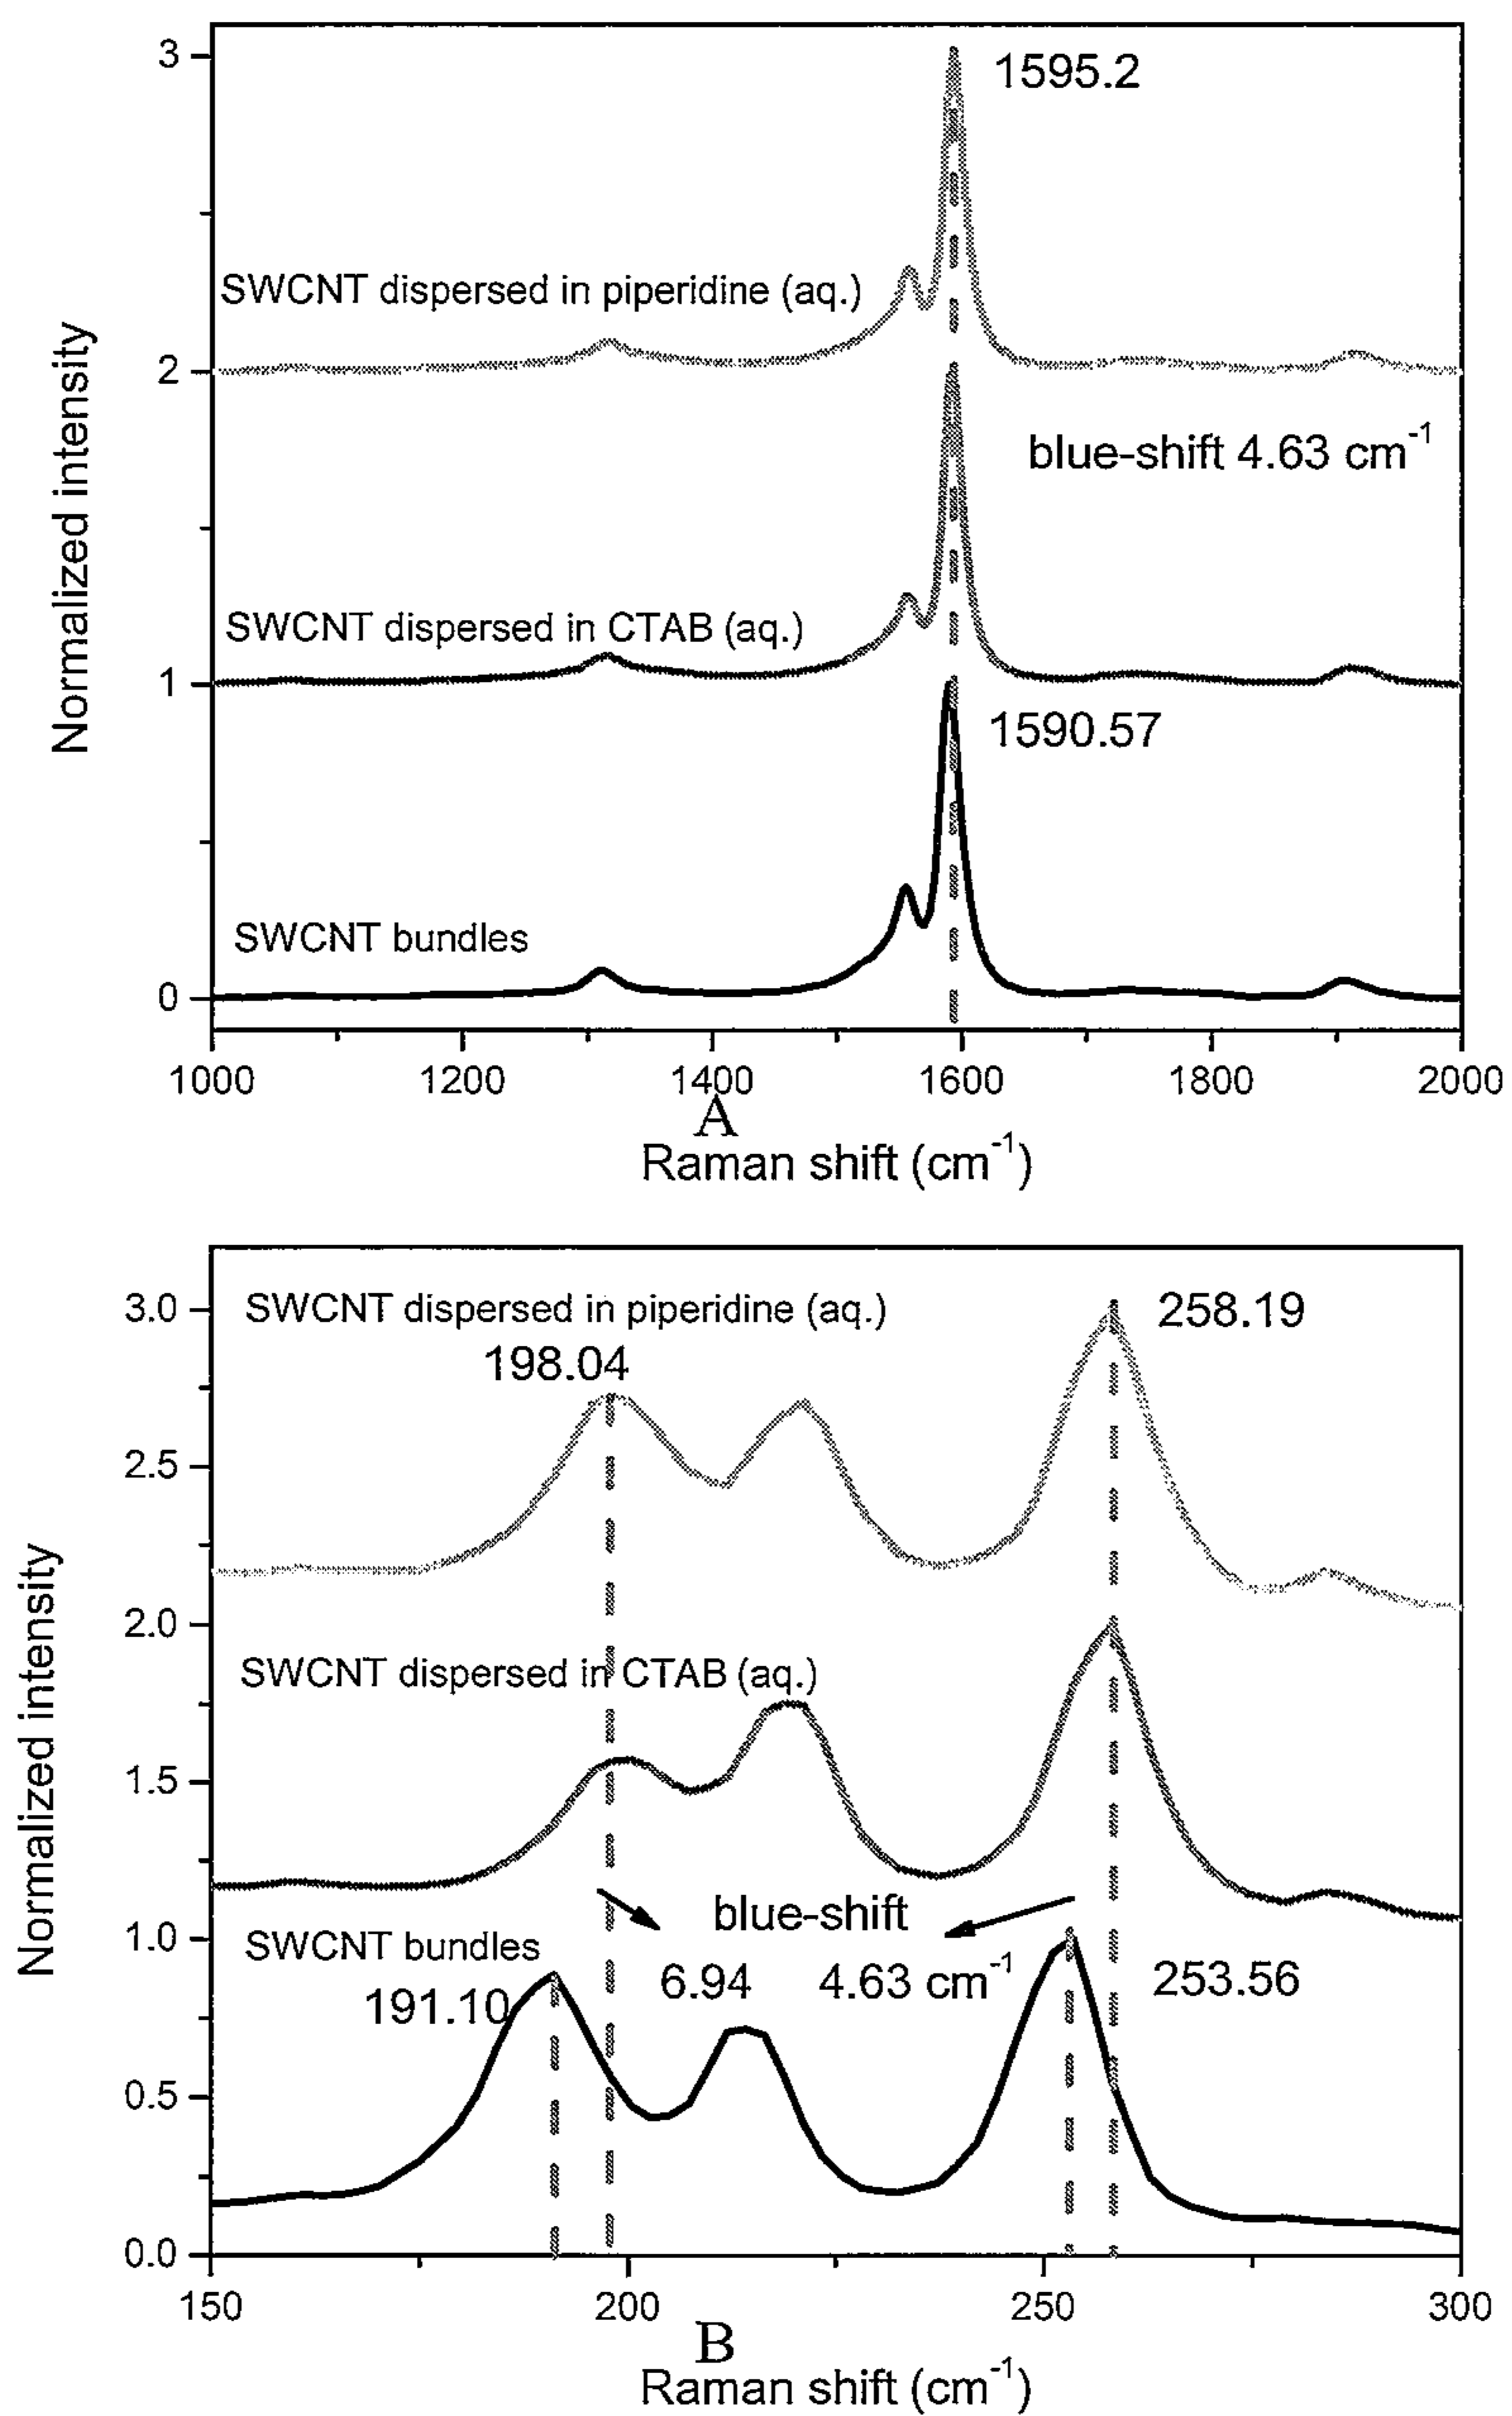 3
1595.2
SWCNT dispersed in piperidine (aq.)
2
blue-shift 4.63 cm⁻¹
Normalized intensity
SWCNT dispersed in CTAB (aq.)
1
1590.57
SWCNT bundles
0
1000 1200 1400 1600 1800 2000
A
Raman shift (cm⁻¹)
3.0
SWCNT dispersed in piperidine (aq.)
258.19
198.04
2.5
2.0
SWCNT dispersed in CTAB (aq.)
Normalized intensity
1.5
blue-shift
1.0
SWCNT bundles
191.10
6.94 4.63 cm⁻¹
253.56
0.5
0.0
150 200 250 300
B
Raman shift (cm⁻¹)